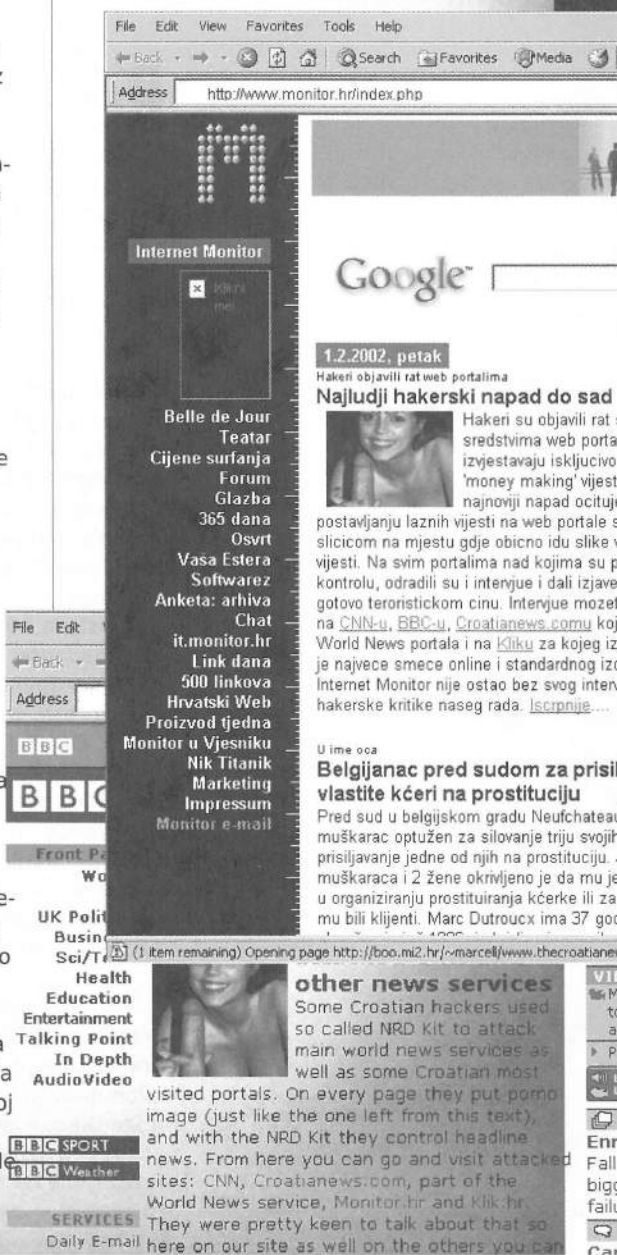 File Edit View Favorites Tools Help
Back Search Favorites Media
Address http://www.monitor.hr/index.php
Internet Monitor
Klikni
me!
Google™
1.2.2002, petak
Hakeri objavili rat web portalima
Najludji hakerski napad do sad
Hakeri su objavili rat
sredstvima web porta
izvjestavaju iskljucivo
'money making' vijest
najnoviji napad ocituje
postavljanju laznih vijesti na web portale s
slicicom na mjestu gdje obicno idu slike v
vijesti. Na svim portalima nad kojima su p
kontrolu, odradili su i intervjue i dali izjave
gotovo teroristickom cinu. Intervjue mozet
na CNN-u, BBC-u, Croatianews.comu koj
World News portala i na Kliku za kojeg iz
je najvece smece online i standardnog izd
Internet Monitor nije ostao bez svog interv
hakerske kritike naseg rada. Iscrpnije....
U ime oca
Belgijanac pred sudom za prisil
vlastite kćeri na prostituciju
Pred sud u belgijskom gradu Neufchateau
muškarac optužen za silovanje triju svojih
prisiljavanje jedne od njih na prostituciju.
muškaraca i 2 žene okrivljeno je da mu je
u organiziranju prostituiranja kćerke ili za
mu bili klijenti. Marc Dutroucx ima 37 god
Belle de Jour
Teatar
Cijene surfanja
Forum
Glazba
365 dana
Osvrt
Vaša Estera
Softwarez
Anketa: arhiva
Chat
it.monitor.hr
Link dana
500 linkova
Hrvatski Web
Proizvod tjedna
Monitor u Vjesniku
Nik Titanik
Marketing
Impressum
Monitor e-mail
(1 item remaining) Opening page http://boo.mi2.hr/~marcell/www.thecroatiane
File Edit
Back
Address
BBC
BBC
Front Pa
Wo
UK Polit
Busin
Sci/Te
Health
Education
Entertainment
Talking Point
In Depth
AudioVideo
BBC SPORT
BBC Weather
SERVICES
Daily E-mail
other news services
Some Croatian hackers used
so called NRD Kit to attack
main world news services as
well as some Croatian most
visited portals. On every page they put porno
image (just like the one left from this text),
and with the NRD Kit they control headline
news. From here you can go and visit attacked
sites: CNN, Croatianews.com, part of the
World News service, Monitor.hr and Klik.hr.
They were pretty keen to talk about that so
here on our site as well on the others you can
Enr
Fall
bigg
failu